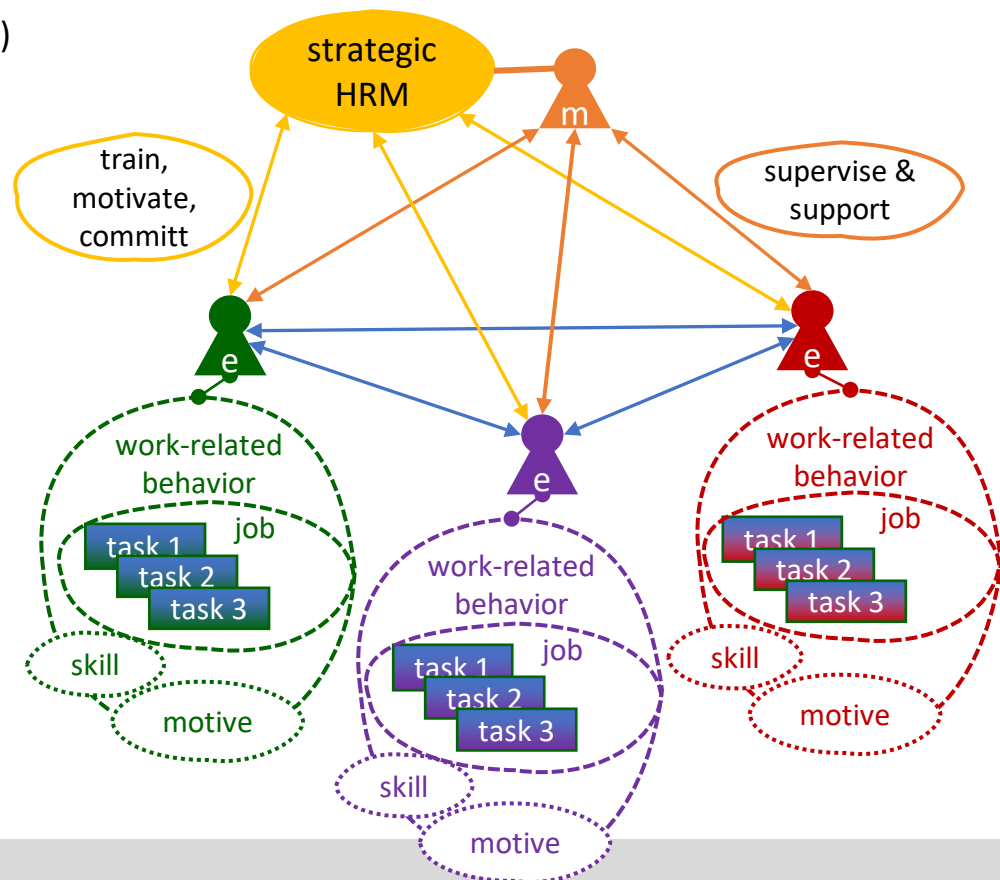 )
strategic
HRM
m
train,
motivate,
committ
supervise &
support
e
e
e
work-related
behavior
job
task 1
task 2
task 3
skill
motive
work-related
behavior
job
task 1
task 2
task 3
skill
motive
work-related
behavior
job
task 1
task 2
task 3
skill
motive